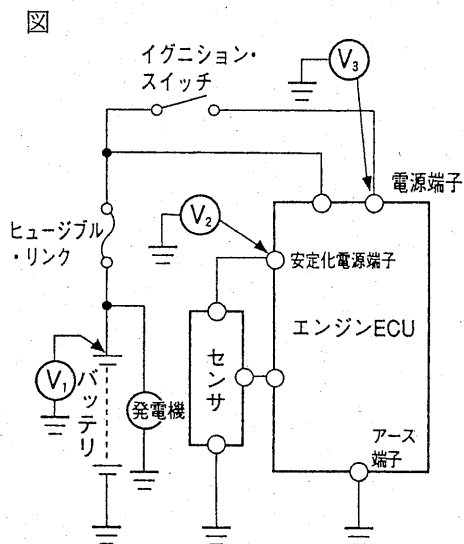 図
イグニション・
スイッチ
V3
電源端子
ヒュージブル
・リンク
V2
安定化電源端子
エンジンECU
センサ
V1
バッテリ
発電機
アース
端子